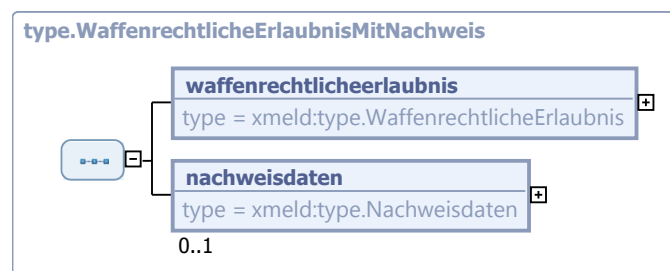 type.WaffenrechtlicheErlaubnisMitNachweis
waffenrechtlicheerlaubnis
type = xmeld:type.WaffenrechtlicheErlaubnis
nachweisdaten
type = xmeld:type.Nachweisdaten
0..1